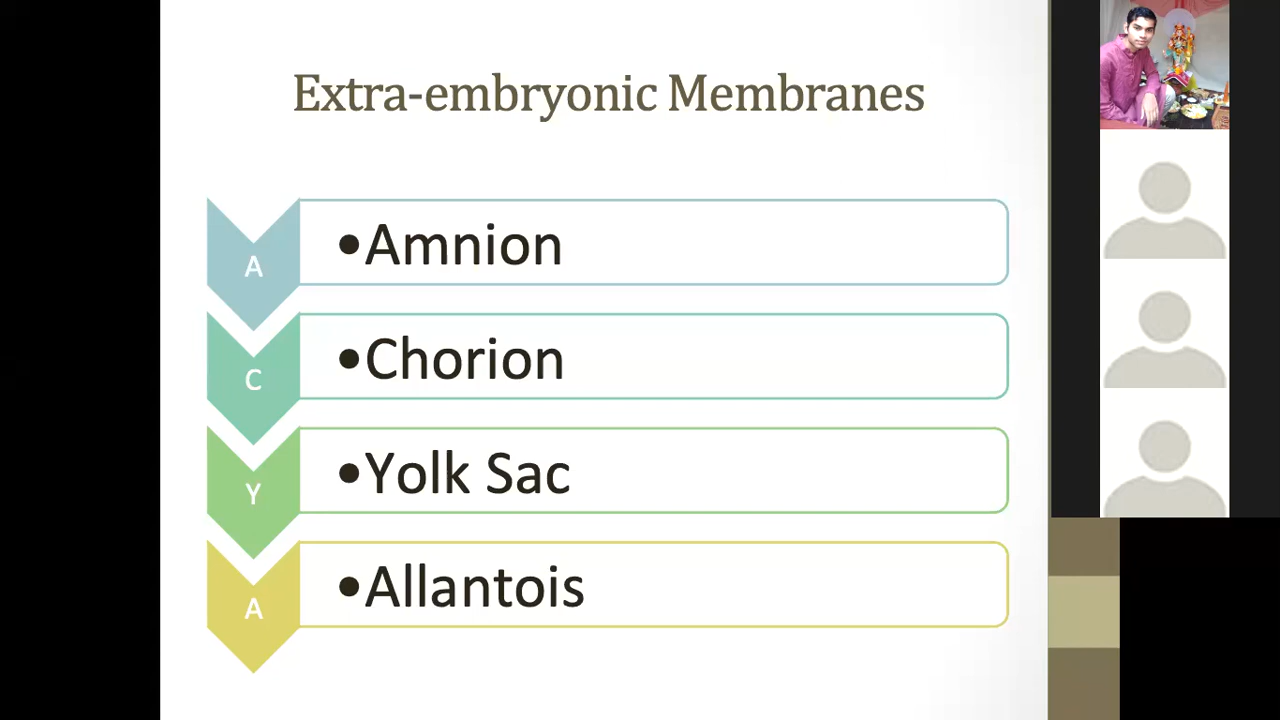 Extra-embryonic Membranes
A
•Amnion
C
•Chorion
Y
•Yolk Sac
A
•Allantois